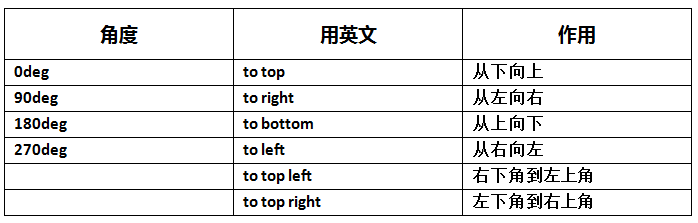 角度 用英文 作用
0deg to top 从下向上
90deg to right 从左向右
180deg to bottom 从上向下
270deg to left 从右向左
to top left 右下角到左上角
to top right 左下角到右上角